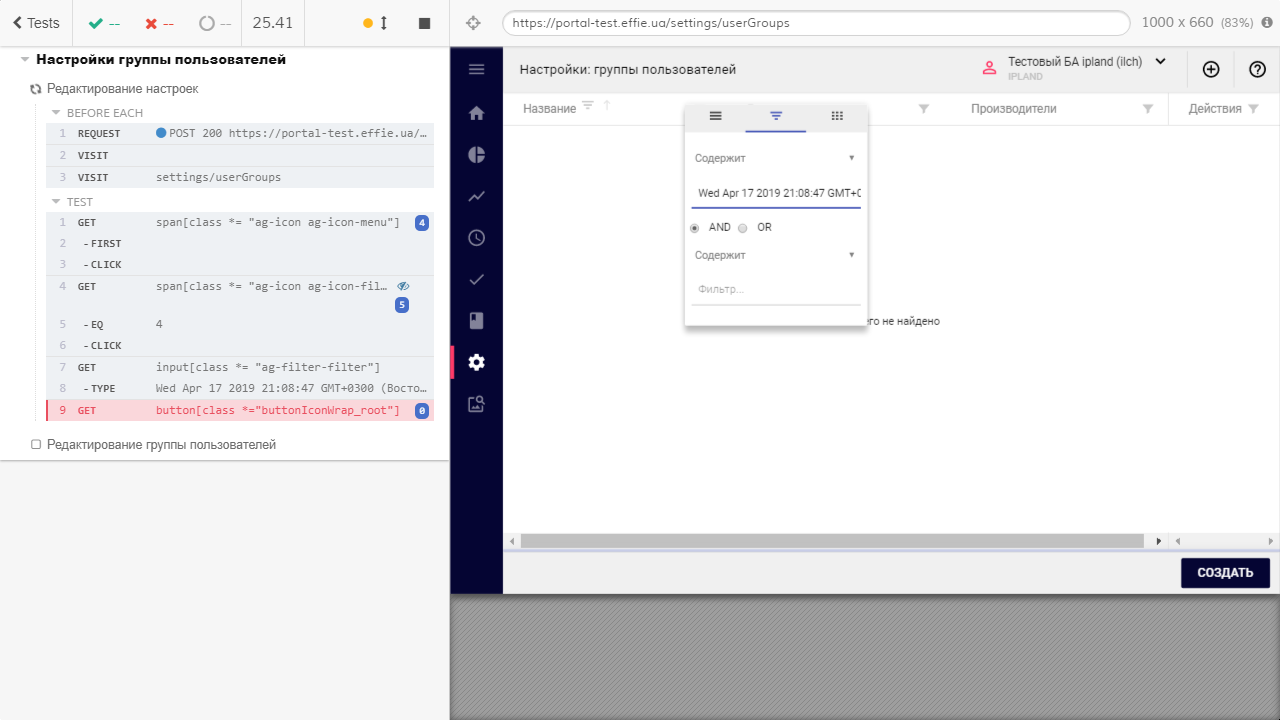 Tests -- -- -- 25.41
https://portal-test.effie.ua/settings/userGroups
1000 x 660 (83%)
Настройки группы пользователей
Редактирование настроек
BEFORE EACH
1 REQUEST POST 200 https://portal-test.effie.ua/…
2 VISIT
3 VISIT settings/userGroups
TEST
1 GET span[class *= "ag-icon ag-icon-menu"] 4
2 - FIRST
3 - CLICK
4 GET span[class *= "ag-icon ag-icon-fil… 5
5 - EQ 4
6 - CLICK
7 GET input[class *= "ag-filter-filter"]
8 - TYPE Wed Apr 17 2019 21:08:47 GMT+0300 (Восто…
9 GET button[class *="buttonIconWrap_root"] 0
Редактирование группы пользователей
Настройки: группы пользователей
Тестовый БА ipland (ilch)
IPLAND
Название
Производители
Действия
Содержит
Wed Apr 17 2019 21:08:47 GMT+0
AND OR
Содержит
Фильтр...
его не найдено
СОЗДАТЬ